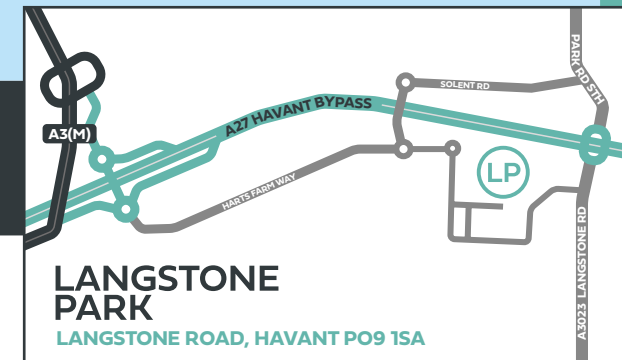 PARK RD STH
SOLENT RD
A27 HAVANT BYPASS
A3(M)
LP
HARTS FARM WAY
A3023 LANGSTONE RD
LANGSTONE
PARK
LANGSTONE ROAD, HAVANT PO9 1SA